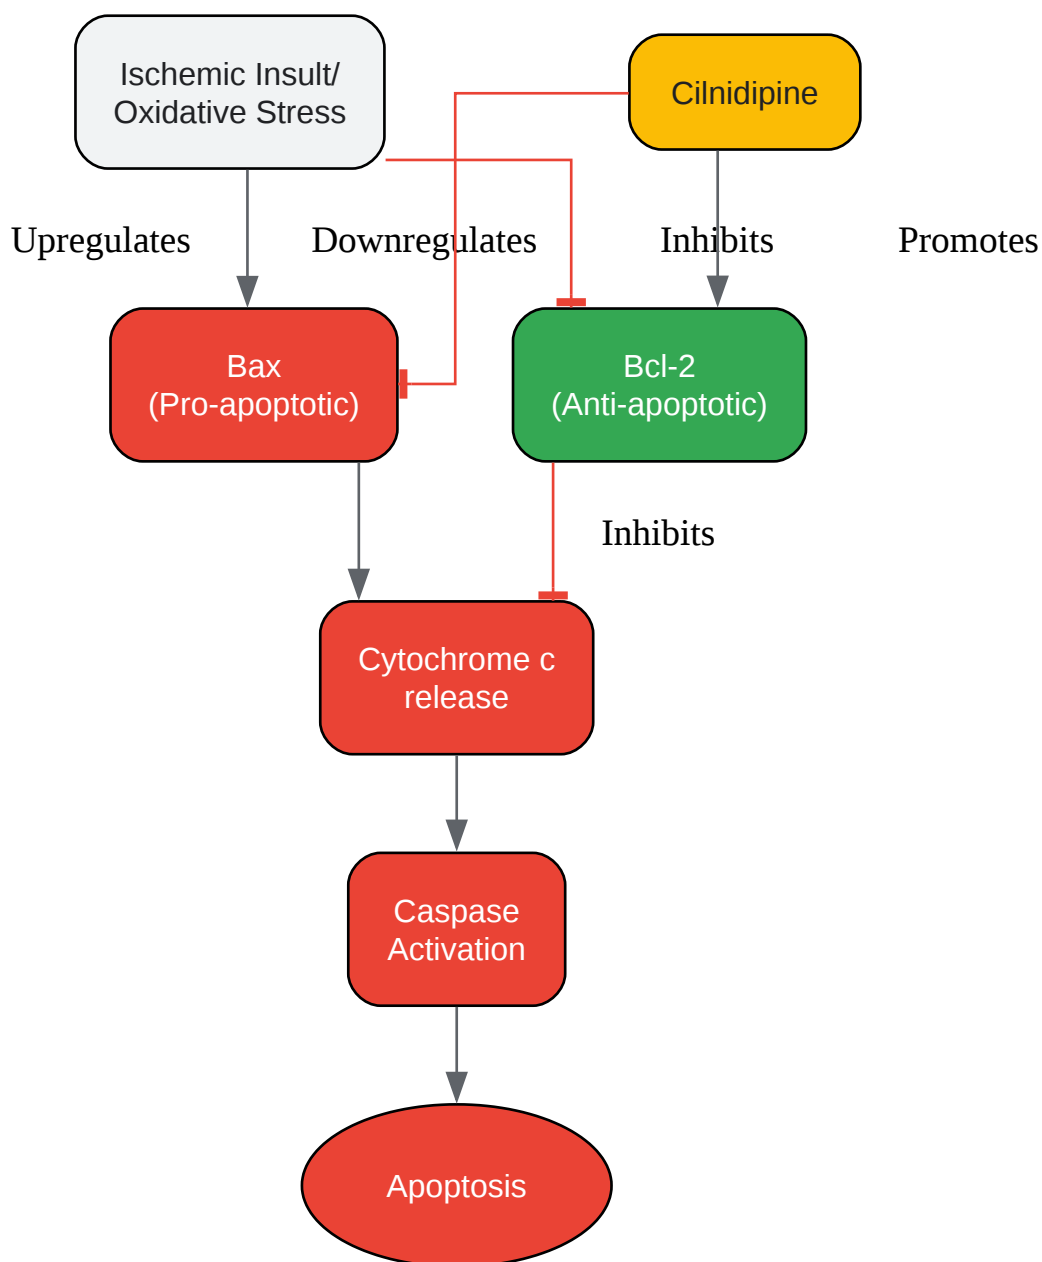 Ischemic Insult/
Oxidative Stress
Cilnidipine
Upregulates
Downregulates
Inhibits
Promotes
Bax
(Pro-apoptotic)
Bcl-2
(Anti-apoptotic)
Inhibits
Cytochrome c
release
Caspase
Activation
Apoptosis